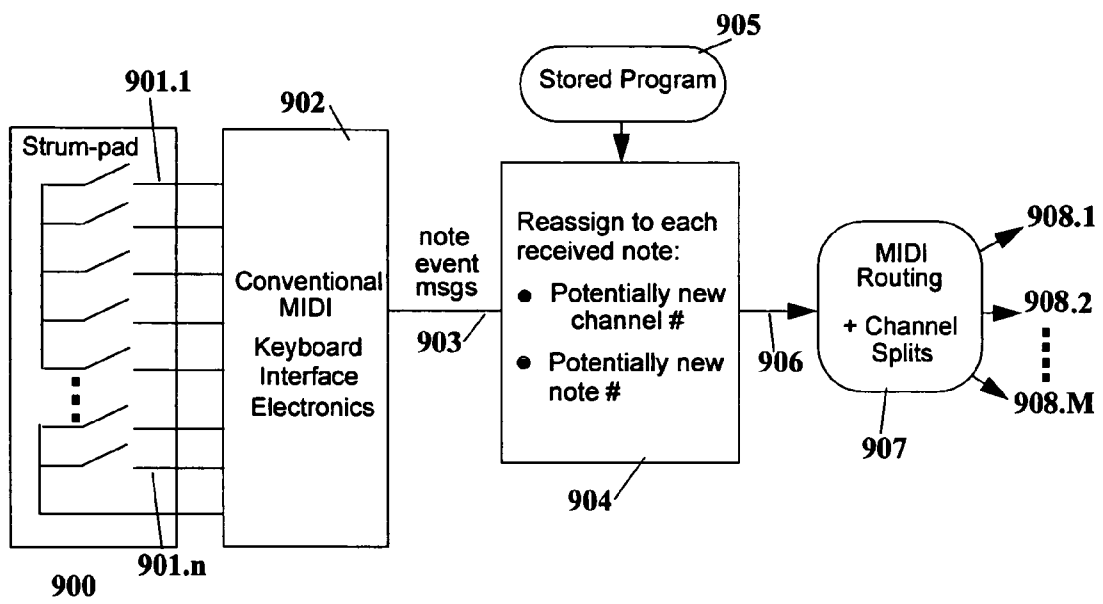 905
Stored Program
901.1
902
Strum-pad
Conventional
MIDI
Keyboard
Interface
Electronics
note
event
msgs
903
Reassign to each
received note:
● Potentially new
channel #
● Potentially new
note #
904
906
MIDI
Routing
+ Channel
Splits
907
908.1
908.2
908.M
901.n
900